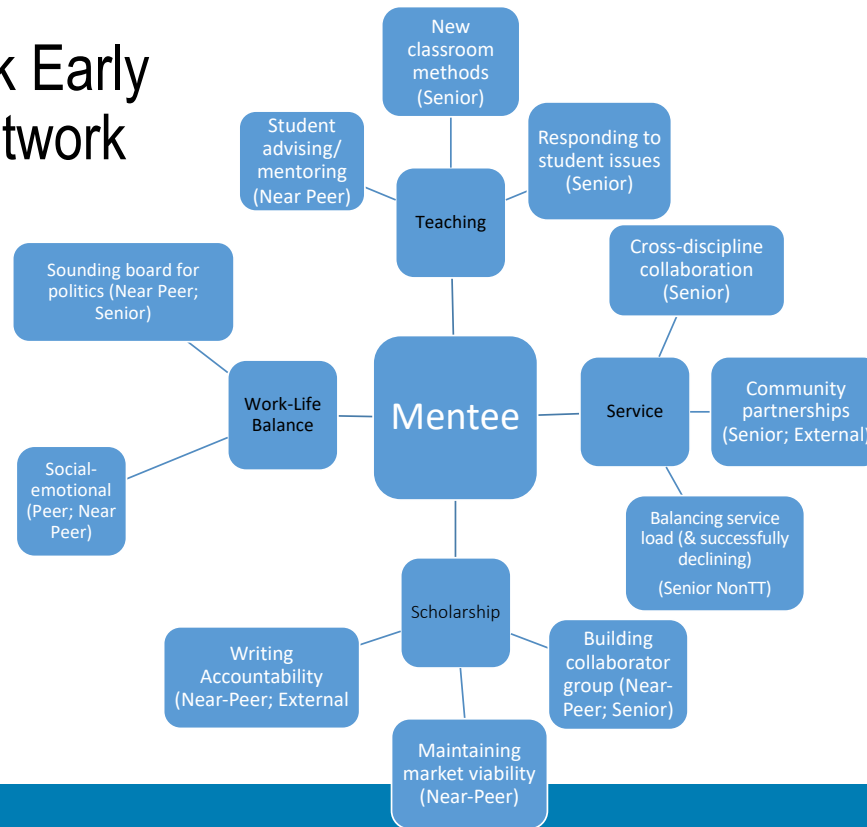 k Early
twork
New
classroom
methods
(Senior)
Student
advising/
mentoring
(Near Peer)
Responding to
student issues
(Senior)
Teaching
Cross-discipline
collaboration
(Senior)
Sounding board for
politics (Near Peer;
Senior)
Mentee
Work-Life
Balance
Service
Community
partnerships
(Senior; External)
Social-
emotional
(Peer; Near
Peer)
Balancing service
load (& successfully
declining)
(Senior NonTT)
Scholarship
Writing
Accountability
(Near-Peer; External
Building
collaborator
group (Near-
Peer; Senior)
Maintaining
market viability
(Near-Peer)